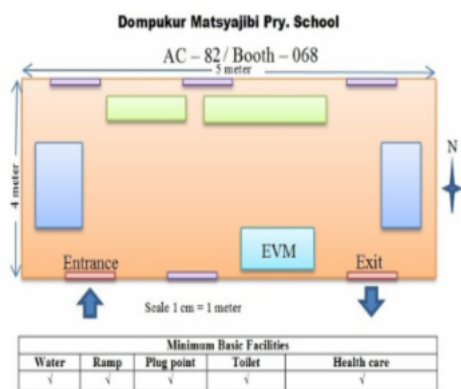 Dompukur Matsyajibi Pry. School
AC – 82 / Booth – 068
5 meter
4 meter
N
EVM
Entrance
Exit
Scale 1 cm = 1 meter
Minimum Basic Facilities
Water Ramp Plug point Toilet Health care
√ √ √ √ √